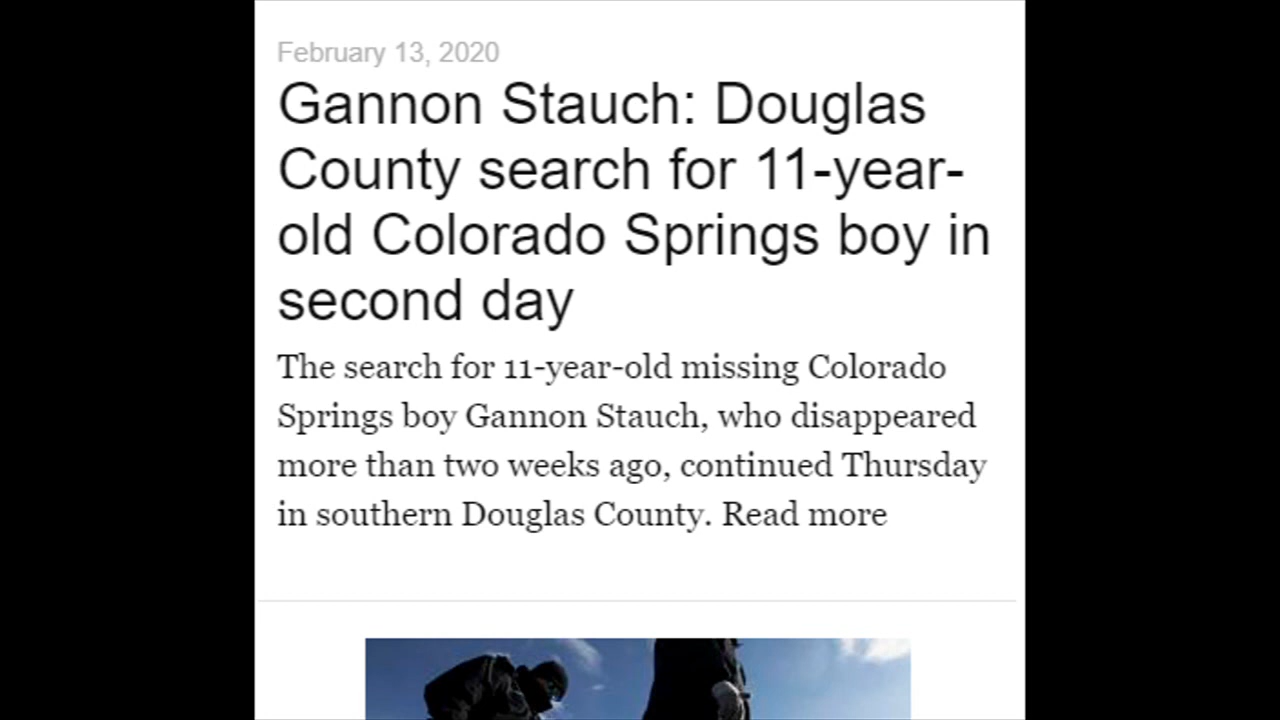 February 13, 2020
Gannon Stauch: Douglas
County search for 11-year-
old Colorado Springs boy in
second day
The search for 11-year-old missing Colorado
Springs boy Gannon Stauch, who disappeared
more than two weeks ago, continued Thursday
in southern Douglas County. Read more